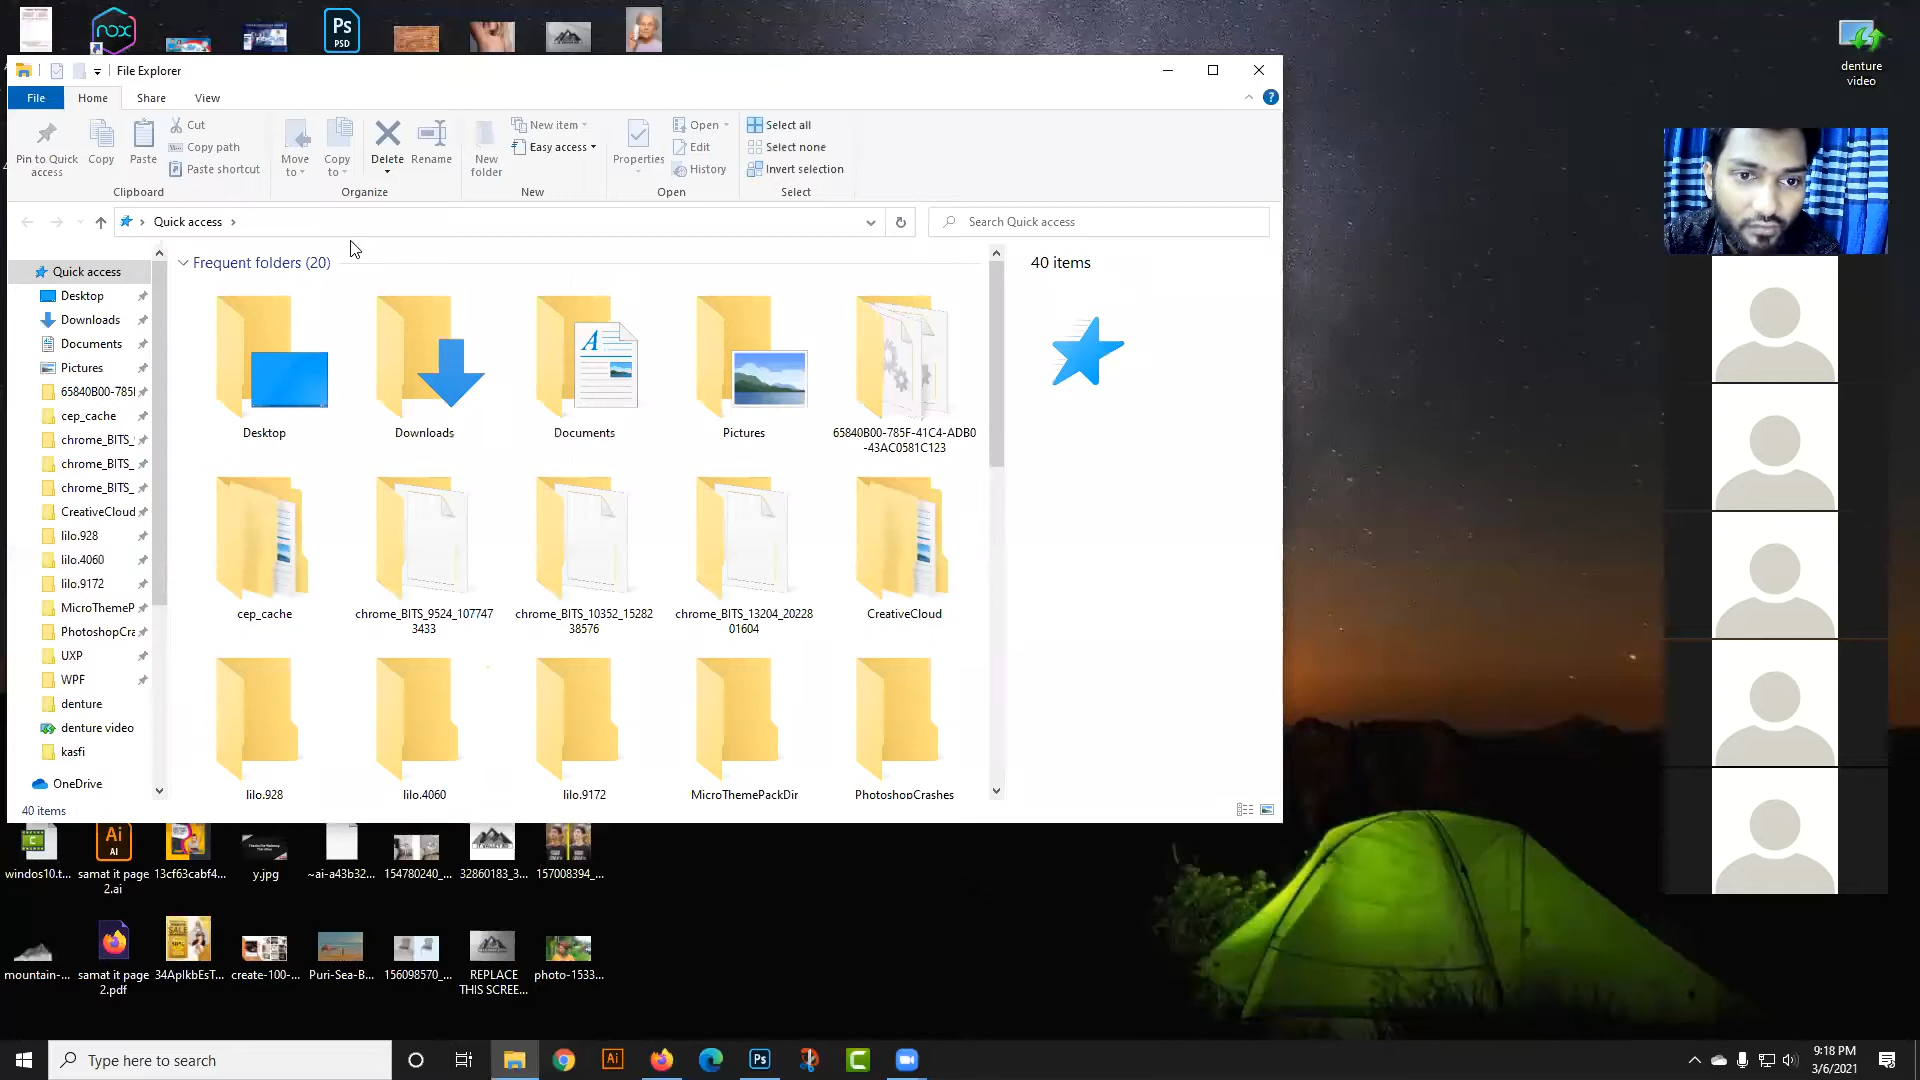 nox
Ps
PSD
denture
video
File Explorer
File
Home
Share
View
Pin to Quick
access
Copy
Paste
Cut
Copy path
Paste shortcut
Clipboard
Move
to
Copy
to
Delete
Rename
Organize
New
folder
New item
Easy access
New
Properties
Open
Edit
History
Open
Select all
Select none
Invert selection
Select
Quick access
Search Quick access
Quick access
Desktop
Downloads
Documents
Pictures
65840B00-785
cep_cache
chrome_BITS_
chrome_BITS_
chrome_BITS_
CreativeCloud
lilo.928
lilo.4060
lilo.9172
MicroThemeP
PhotoshopCra
UXP
WPF
denture
denture video
kasfi
OneDrive
Frequent folders (20)
Desktop
Downloads
Documents
Pictures
65840B00-785F-41C4-ADB0
-43AC0581C123
cep_cache
chrome_BITS_9524_107747
3433
chrome_BITS_10352_15282
38576
chrome_BITS_13204_20228
01604
CreativeCloud
lilo.928
lilo.4060
lilo.9172
MicroThemePackDir
PhotoshopCrashes
40 items
40 items
windos10.t...
Ai
AI
samat it page
2.ai
13cf63cabf4...
y.jpg
~ai-a43b32...
154780240_...
IT VALLEY BD
32860183_3...
157008394_...
mountain-...
samat it page
2.pdf
SALE
34AplkbEsT...
create-100-...
Puri-Sea-B...
156098570_...
REPLACE
THIS SCREE...
photo-1533...
Type here to search
Ai
Ps
9:18 PM
3/6/2021